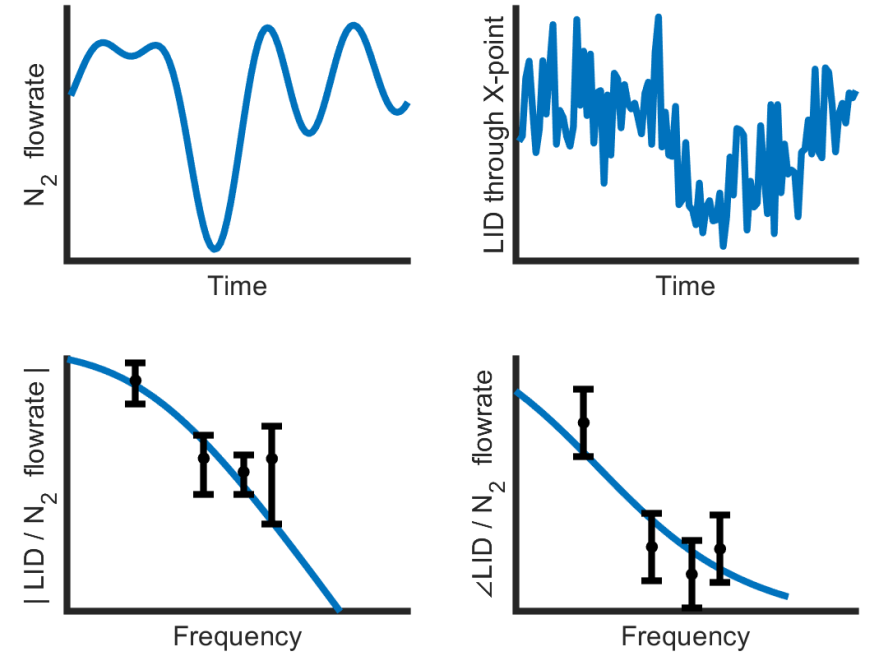 N2 flowrate
Time
LID through X-point
Time
| LID / N2 flowrate |
Frequency
∠LID / N2 flowrate
Frequency